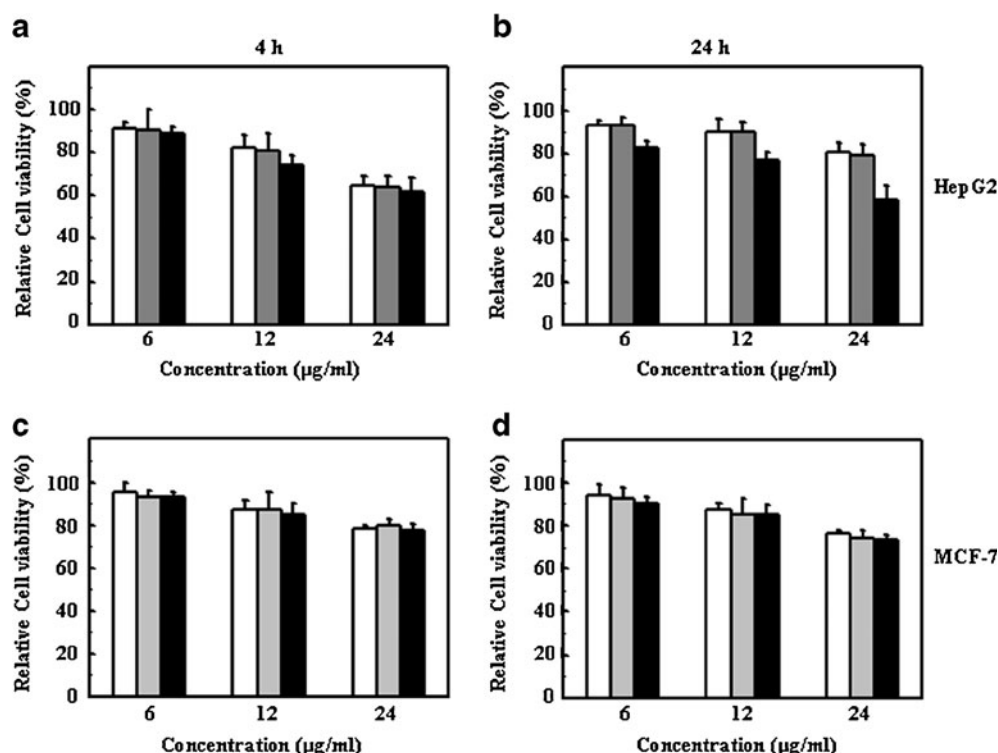 a
4 h
Relative Cell viability (%)
100
80
60
40
20
0
6 12 24
Concentration (µg/ml)
b
24 h
Relative Cell viability (%)
100
80
60
40
20
0
6 12 24
Concentration (µg/ml)
Hep G2
c
Relative Cell viability (%)
100
80
60
40
20
0
6 12 24
Concentration (µg/ml)
d
Relative Cell viability (%)
100
80
60
40
20
0
6 12 24
Concentration (µg/ml)
MCF-7